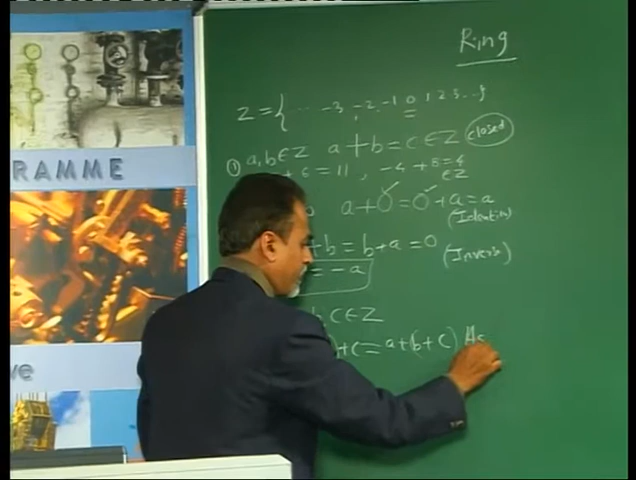 Ring
Z = { ... -3, -2, -1 0 1 2 3 ... }
a + b = c ∈ Z closed
① a, b ∈ Z
+ 6 = 11 , -4 + 8 = 4
∈ Z
RAMME
a + 0 = 0 + a = a
(Identity)
+ b = b + a = 0
(Inverse)
= -a
b, C ∈ Z
) + c = a + (b + c) As